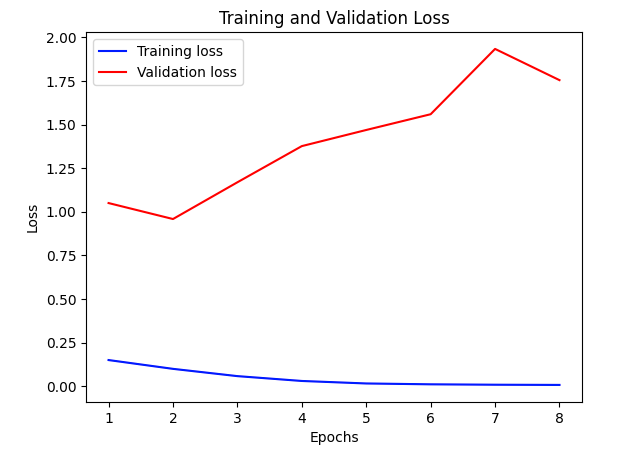 Training and Validation Loss
Training loss
Validation loss
2.00
1.75
1.50
1.25
1.00
0.75
0.50
0.25
0.00
Loss
1 2 3 4 5 6 7 8
Epochs